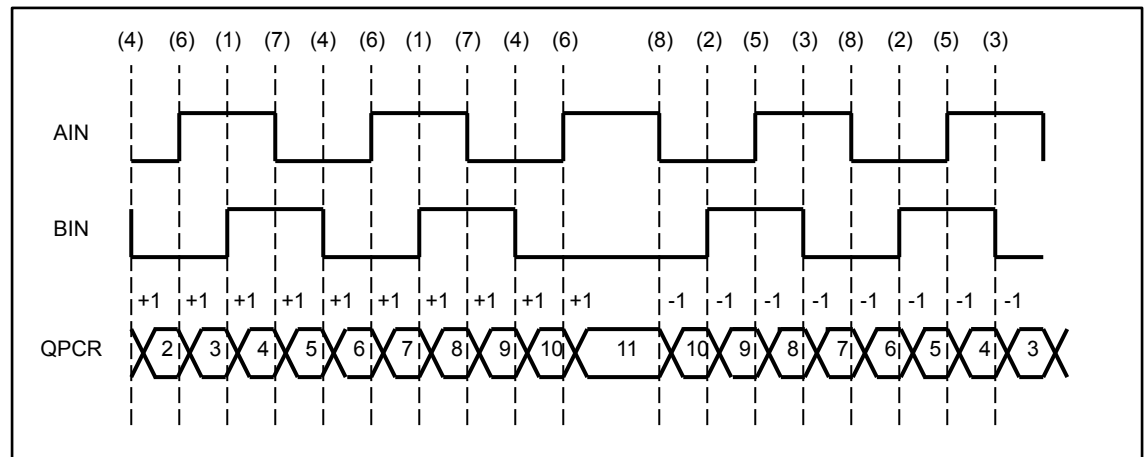 (4) (6) (1) (7) (4) (6) (1) (7) (4) (6) (8) (2) (5) (3) (8) (2) (5) (3)
AIN
BIN
+1 +1 +1 +1 +1 +1 +1 +1 +1 +1 -1 -1 -1 -1 -1 -1 -1 -1
QPCR 2 3 4 5 6 7 8 9 10 11 10 9 8 7 6 5 4 3